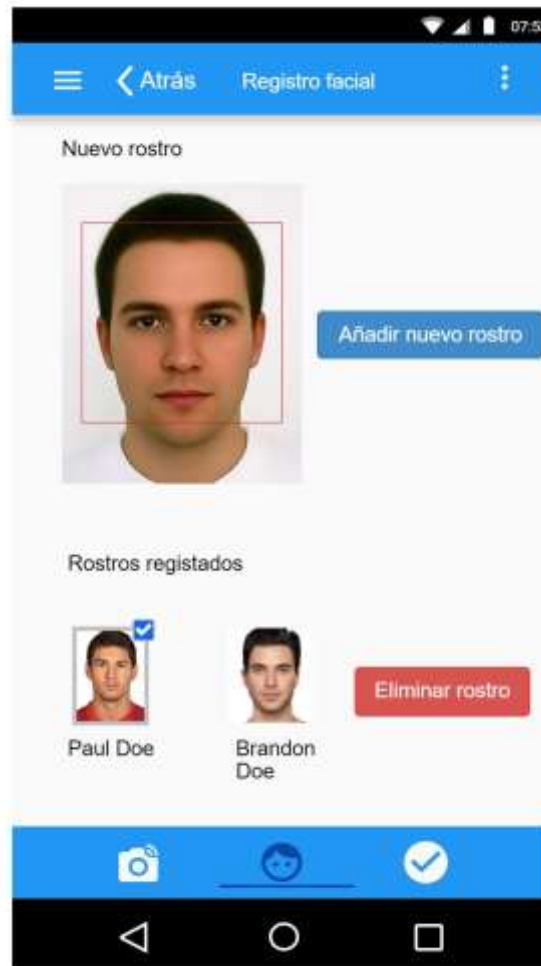 07:5
Atrás Registro facial
Nuevo rostro
Añadir nuevo rostro
Rostros registados
Eliminar rostro
Paul Doe Brandon
Doe